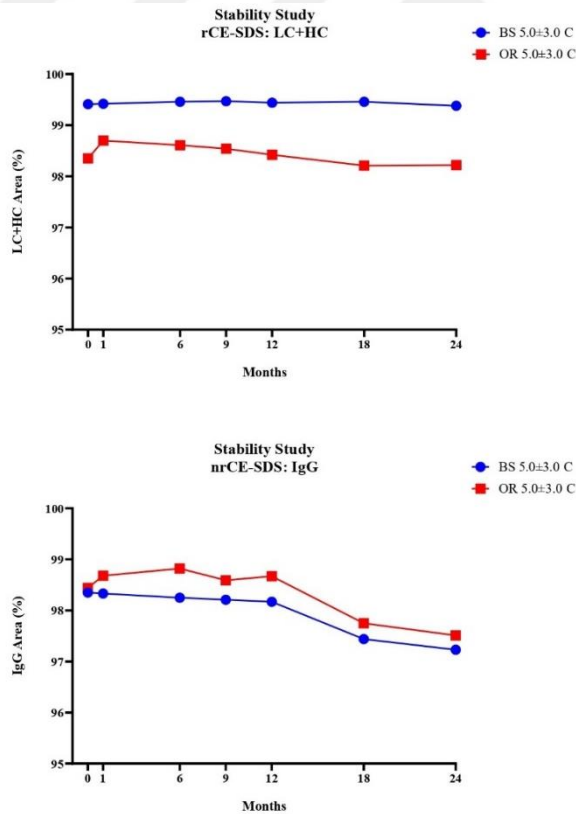 Stability Study
rCE-SDS: LC+HC
BS 5.0±3.0 C
OR 5.0±3.0 C
100
99
98
97
96
95
LC+HC Area (%)
0 1 6 9 12 18 24
Months
Stability Study
nrCE-SDS: IgG
BS 5.0±3.0 C
OR 5.0±3.0 C
100
99
98
97
96
95
IgG Area (%)
0 1 6 9 12 18 24
Months